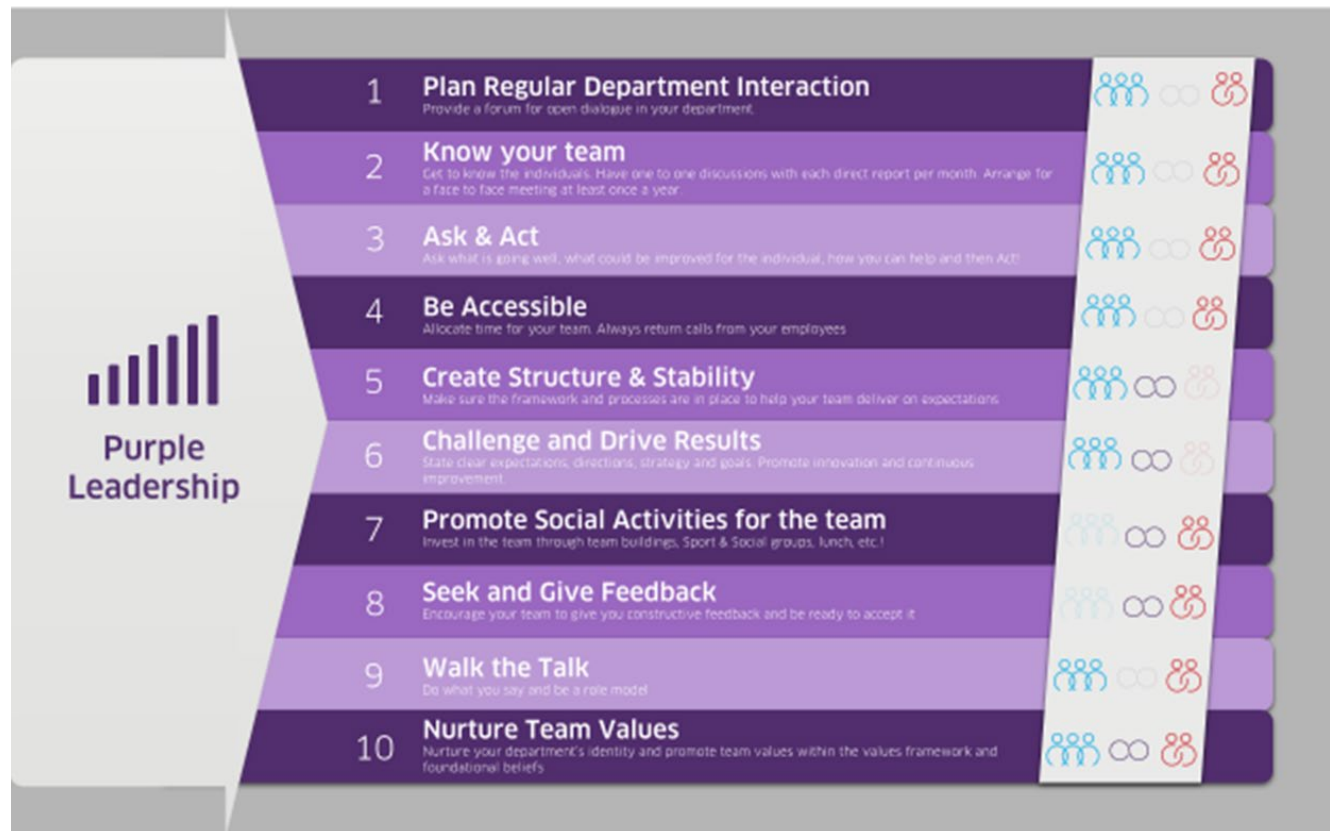 Purple
Leadership
1
Plan Regular Department Interaction
Provide a forum for open dialogue in your department.
2
Know your team
Get to know the individuals. Have one to one discussions with each direct report per month. Arrange for
a face to face meeting at least once a year.
3
Ask & Act
Ask what is going well, what could be improved for the individual, how you can help and then Act!
4
Be Accessible
Allocate time for your team. Always return calls from your employees
5
Create Structure & Stability
Make sure the framework and processes are in place to help your team deliver on expectations
6
Challenge and Drive Results
State clear expectations, directions, strategy and goals. Promote innovation and continuous
improvement.
7
Promote Social Activities for the team
Invest in the team through team buildings, Sport & Social groups, lunch, etc.!
8
Seek and Give Feedback
Encourage your team to give you constructive feedback and be ready to accept it
9
Walk the Talk
Do what you say and be a role model
10
Nurture Team Values
Nurture your department's identity and promote team values within the values framework and
foundational beliefs